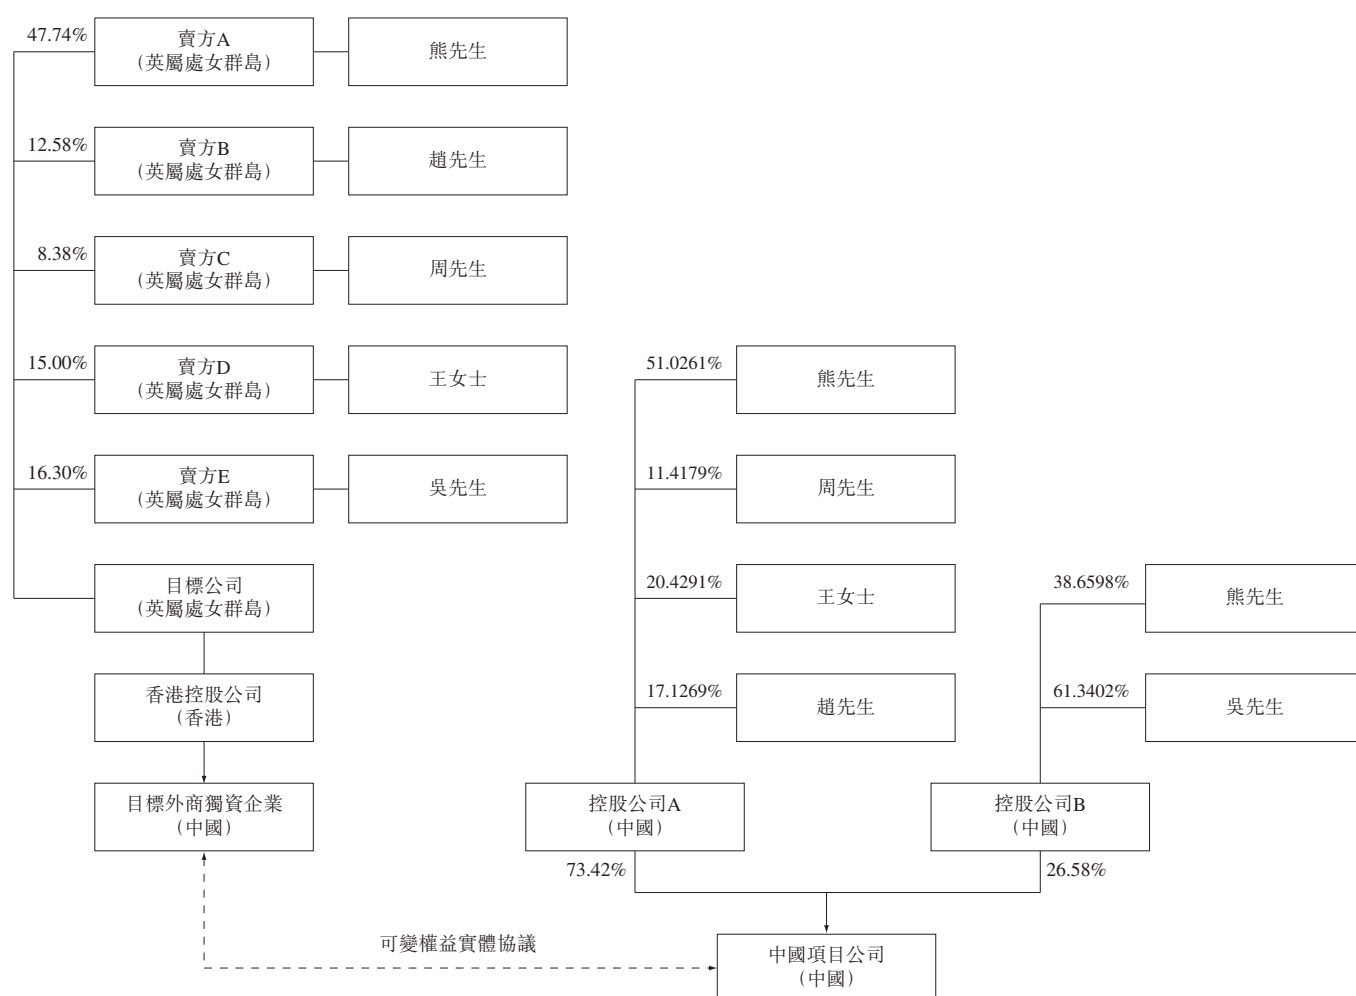 47.74%
賣方A
（英屬處女群島）
熊先生
12.58%
賣方B
（英屬處女群島）
趙先生
8.38%
賣方C
（英屬處女群島）
周先生
15.00%
賣方D
（英屬處女群島）
王女士
51.0261%
熊先生
16.30%
賣方E
（英屬處女群島）
吳先生
11.4179%
周先生
目標公司
（英屬處女群島）
20.4291%
王女士
38.6598%
熊先生
香港控股公司
（香港）
17.1269%
趙先生
61.3402%
吳先生
目標外商獨資企業
（中國）
控股公司A
（中國）
控股公司B
（中國）
73.42%
26.58%
可變權益實體協議
中國項目公司
（中國）